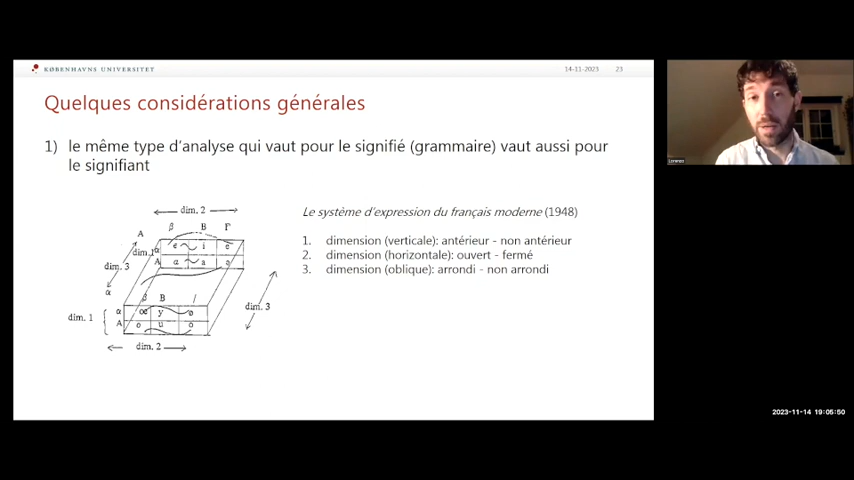 KØBENHAVNS UNIVERSITET
14-11-2023 23
Quelques considérations générales
1) le même type d'analyse qui vaut pour le signifié (grammaire) vaut aussi pour
le signifiant
Le système d'expression du français moderne (1948)
1. dimension (verticale): antérieur - non antérieur
2. dimension (horizontale): ouvert - fermé
3. dimension (oblique): arrondi - non arrondi
dim. 2
β B Γ
A
dim. 1 α e i
dim. 3 A α a
α
β B
dim. 1 α œ y ø
A o u
dim. 3
dim. 2
Lorenzo
2023-11-14 19:05:50